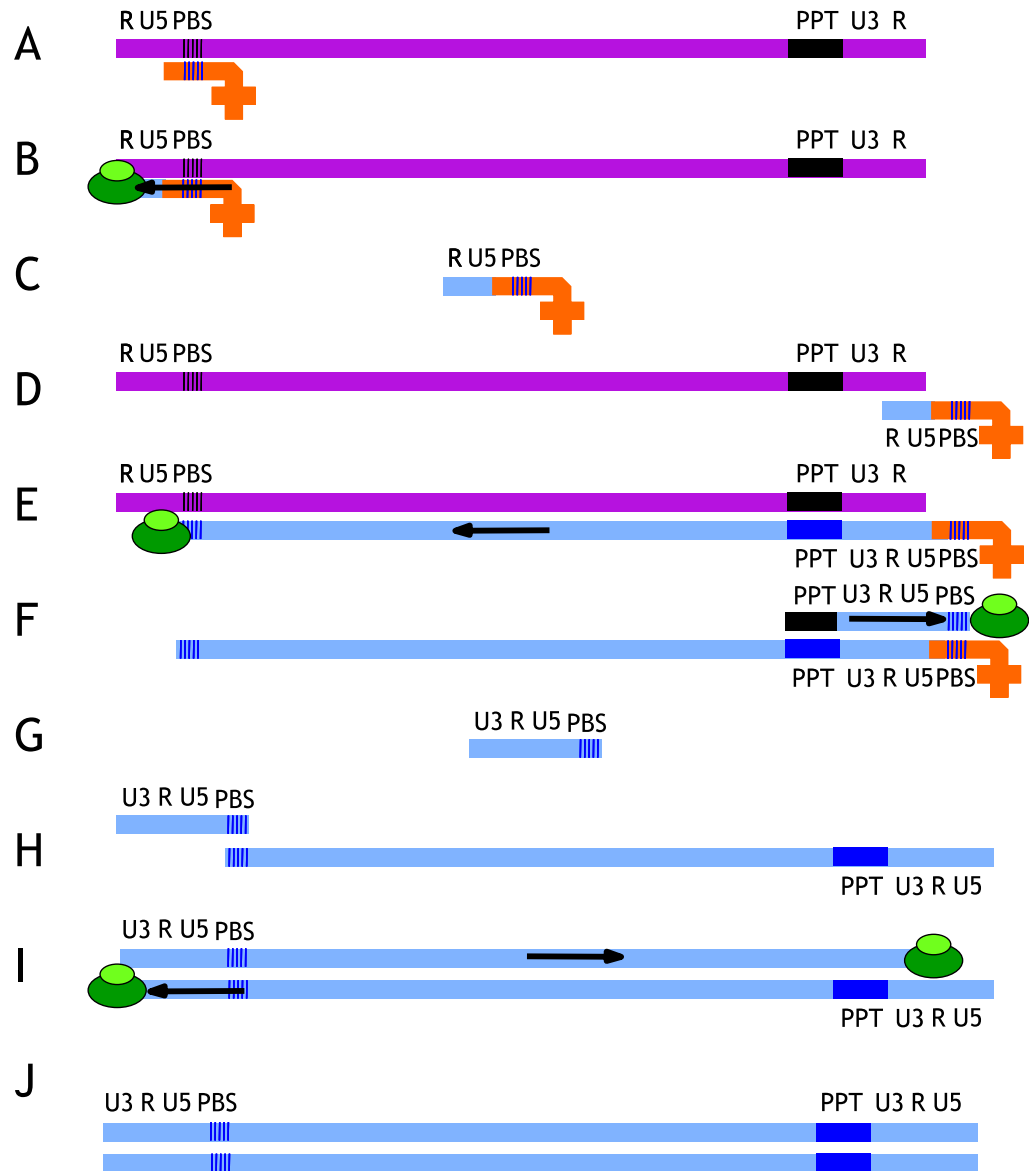 R U5 PBS PPT U3 R
A
R U5 PBS PPT U3 R
B
R U5 PBS
C
R U5 PBS PPT U3 R
D
R U5 PBS
R U5 PBS PPT U3 R
E
PPT U3 R U5 PBS
PPT U3 R U5 PBS
F
PPT U3 R U5 PBS
U3 R U5 PBS
G
U3 R U5 PBS
H
PPT U3 R U5
U3 R U5 PBS
I
PPT U3 R U5
J
U3 R U5 PBS PPT U3 R U5